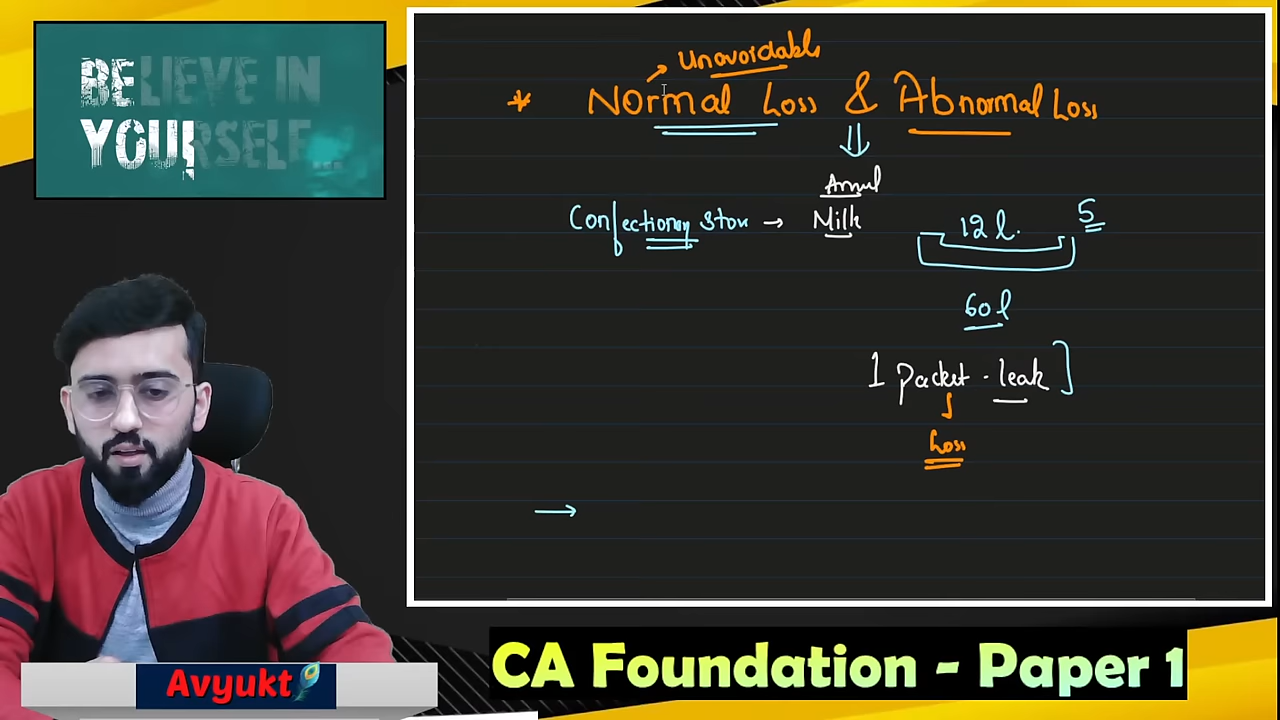 BELIEVE IN
YOURSELF...
Unavoidable
* Normal Loss & Abnormal Loss
Amul
Confectionary Store → Milk
12 l. 5
60 l
1 packet - leak
Loss
→
Avyukt
CA Foundation - Paper 1